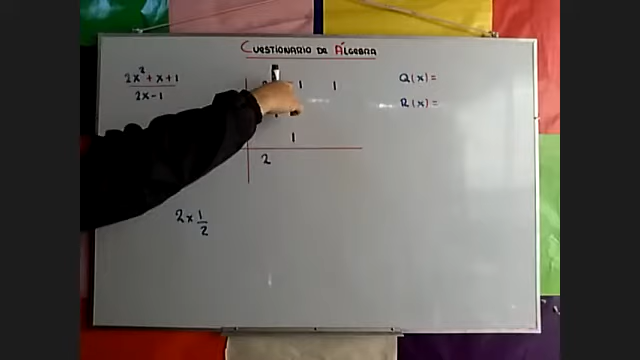 CUESTIONARIO DE ÁLGEBRA
2x² + x + 1
2x - 1
1 1
1
2
2 x 1
2
Q(x) =
R(x) =